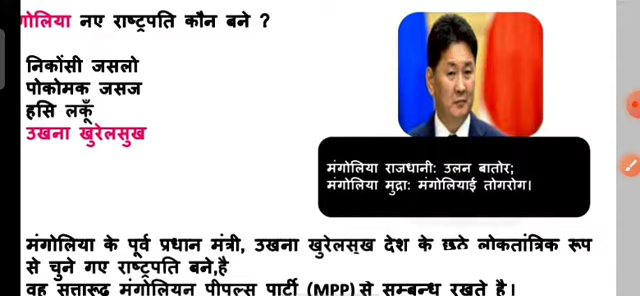 गोलिया नए राष्ट्रपति कौन बने ?
निकोंसी जसलो
पोकोमक जसज
हसि लकूँ
उखना खुरेलसुख
मंगोलिया राजधानी: उलन बातोर;
मंगोलिया मुद्रा: मंगोलियाई तोगरोग।
मंगोलिया के पूर्व प्रधान मंत्री, उखना खुरेलसुख देश के छठे लोकतांत्रिक रूप
से चुने गए राष्ट्रपति बने,है
वह सत्तारूढ़ मंगोलियन पीपल्स पार्टी (MPP) से सम्बन्ध रखते है।